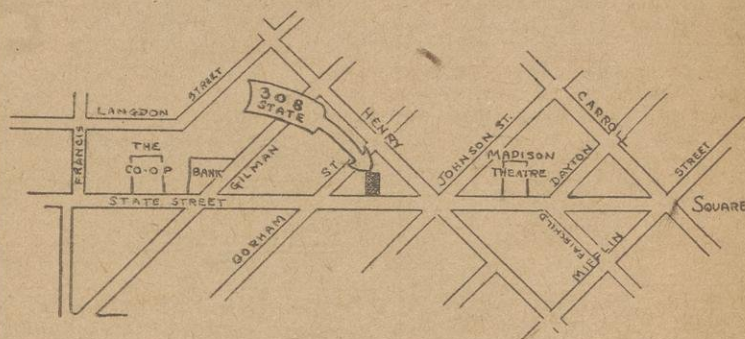 LANGDON
STREET
308
STATE
HENRY
JOHNSON ST.
CARROLL
STREET
FRANCIS
THE
CO-OP
BANK
GILMAN
ST.
MADISON
THEATRE
DAYTON
STATE STREET
SQUARE
GORHAM
FAIRCHILD
MIFFLIN